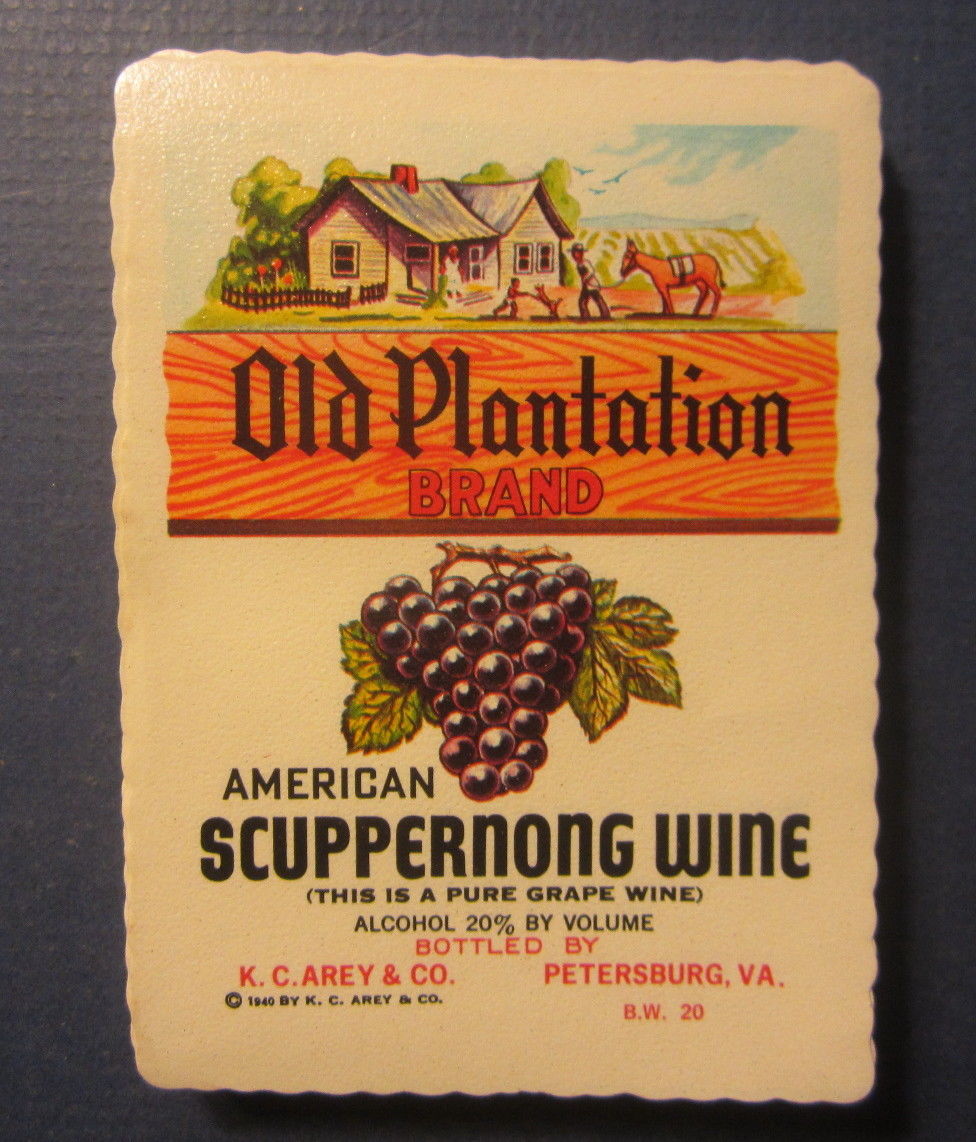 Old Plantation
BRAND
AMERICAN
SCUPPERNONG WINE
(THIS IS A PURE GRAPE WINE)
ALCOHOL 20% BY VOLUME
BOTTLED BY
K. C. AREY & CO. PETERSBURG, VA.
© 1940 BY K. C. AREY & CO.
B.W. 20